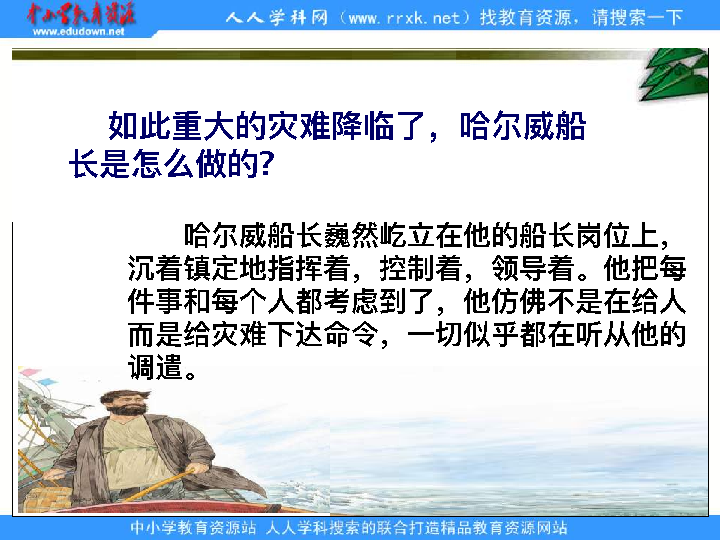 中小学教育资源
www.edudown.net
人人学科网（www.rrxk.net）找教育资源，请搜索一下
如此重大的灾难降临了，哈尔威船
长是怎么做的？
哈尔威船长巍然屹立在他的船长岗位上，
沉着镇定地指挥着，控制着，领导着。他把每
件事和每个人都考虑到了，他仿佛不是在给人
而是给灾难下达命令，一切似乎都在听从他的
调遣。
中小学教育资源站 人人学科搜索的联合打造精品教育资源网站